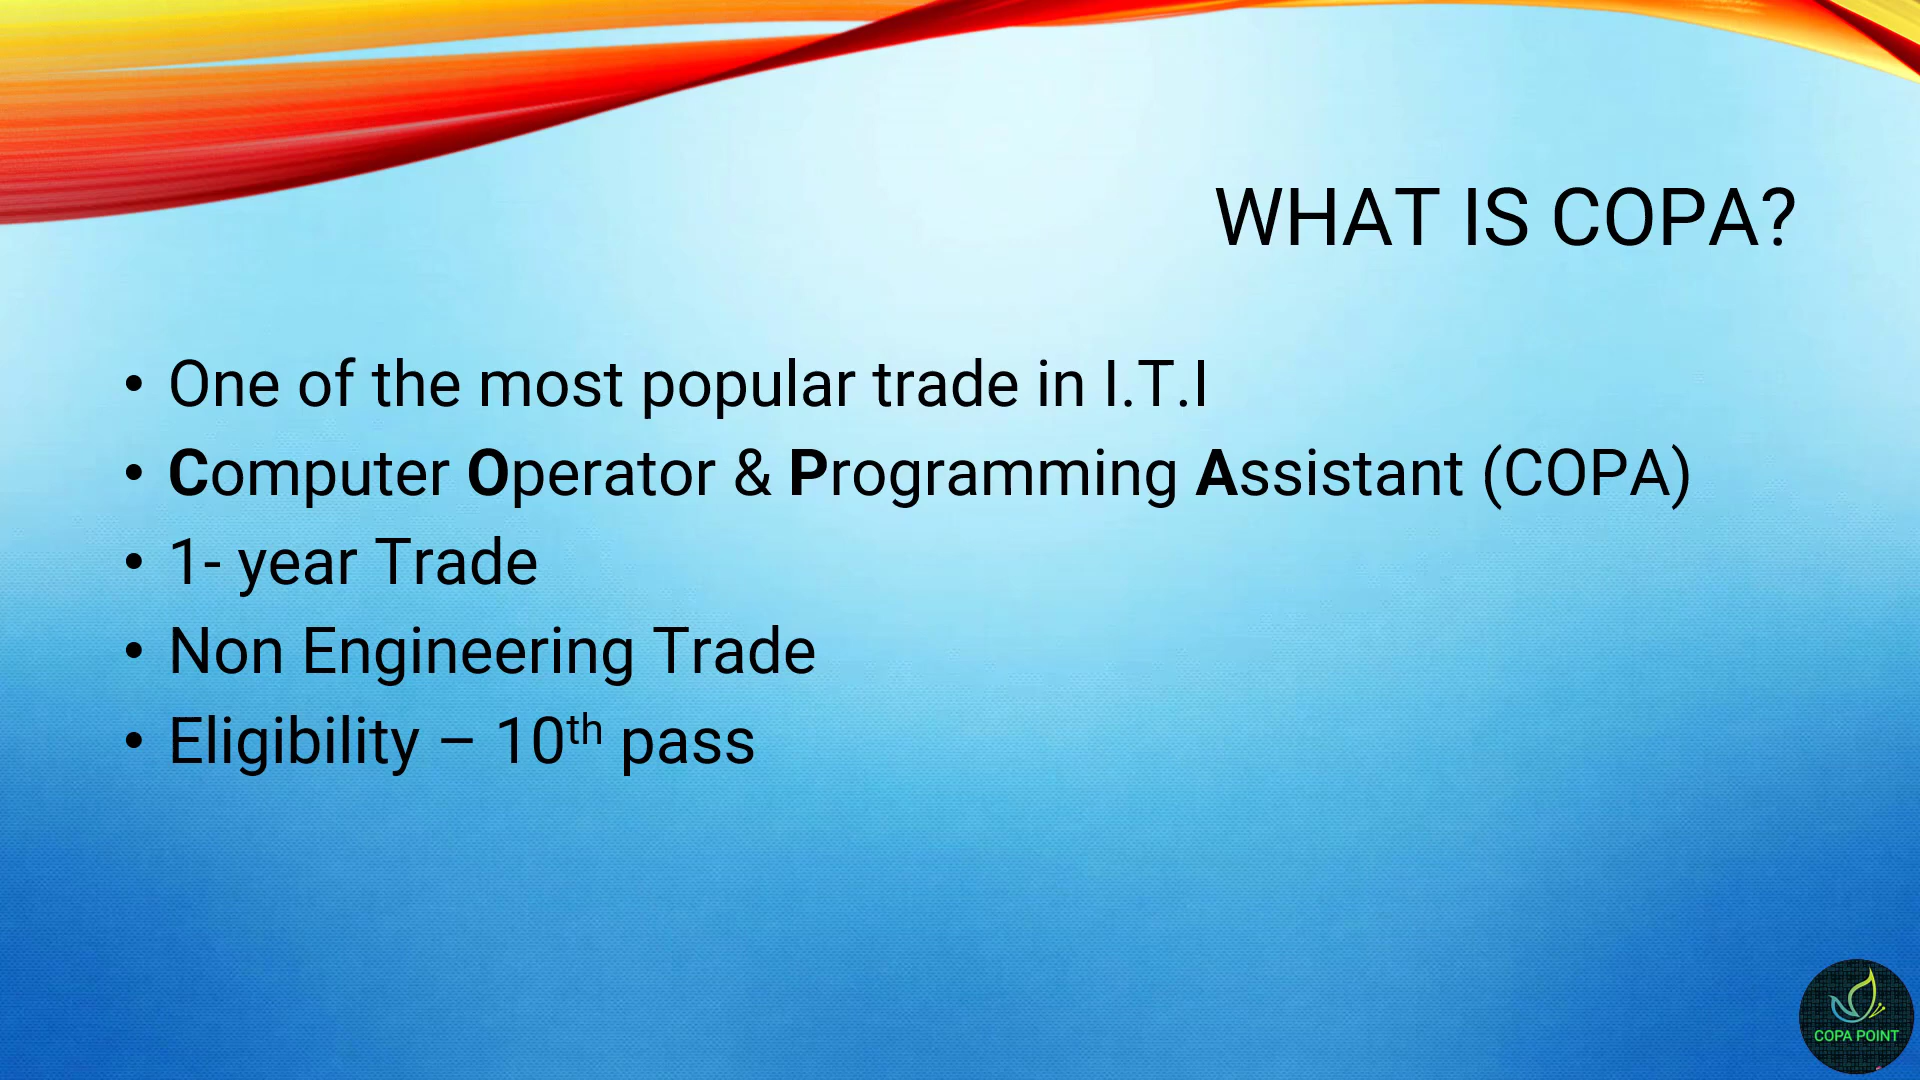 WHAT IS COPA?
• One of the most popular trade in I.T.I
• Computer Operator & Programming Assistant (COPA)
• 1- year Trade
• Non Engineering Trade
• Eligibility – 10th pass
COPA POINT